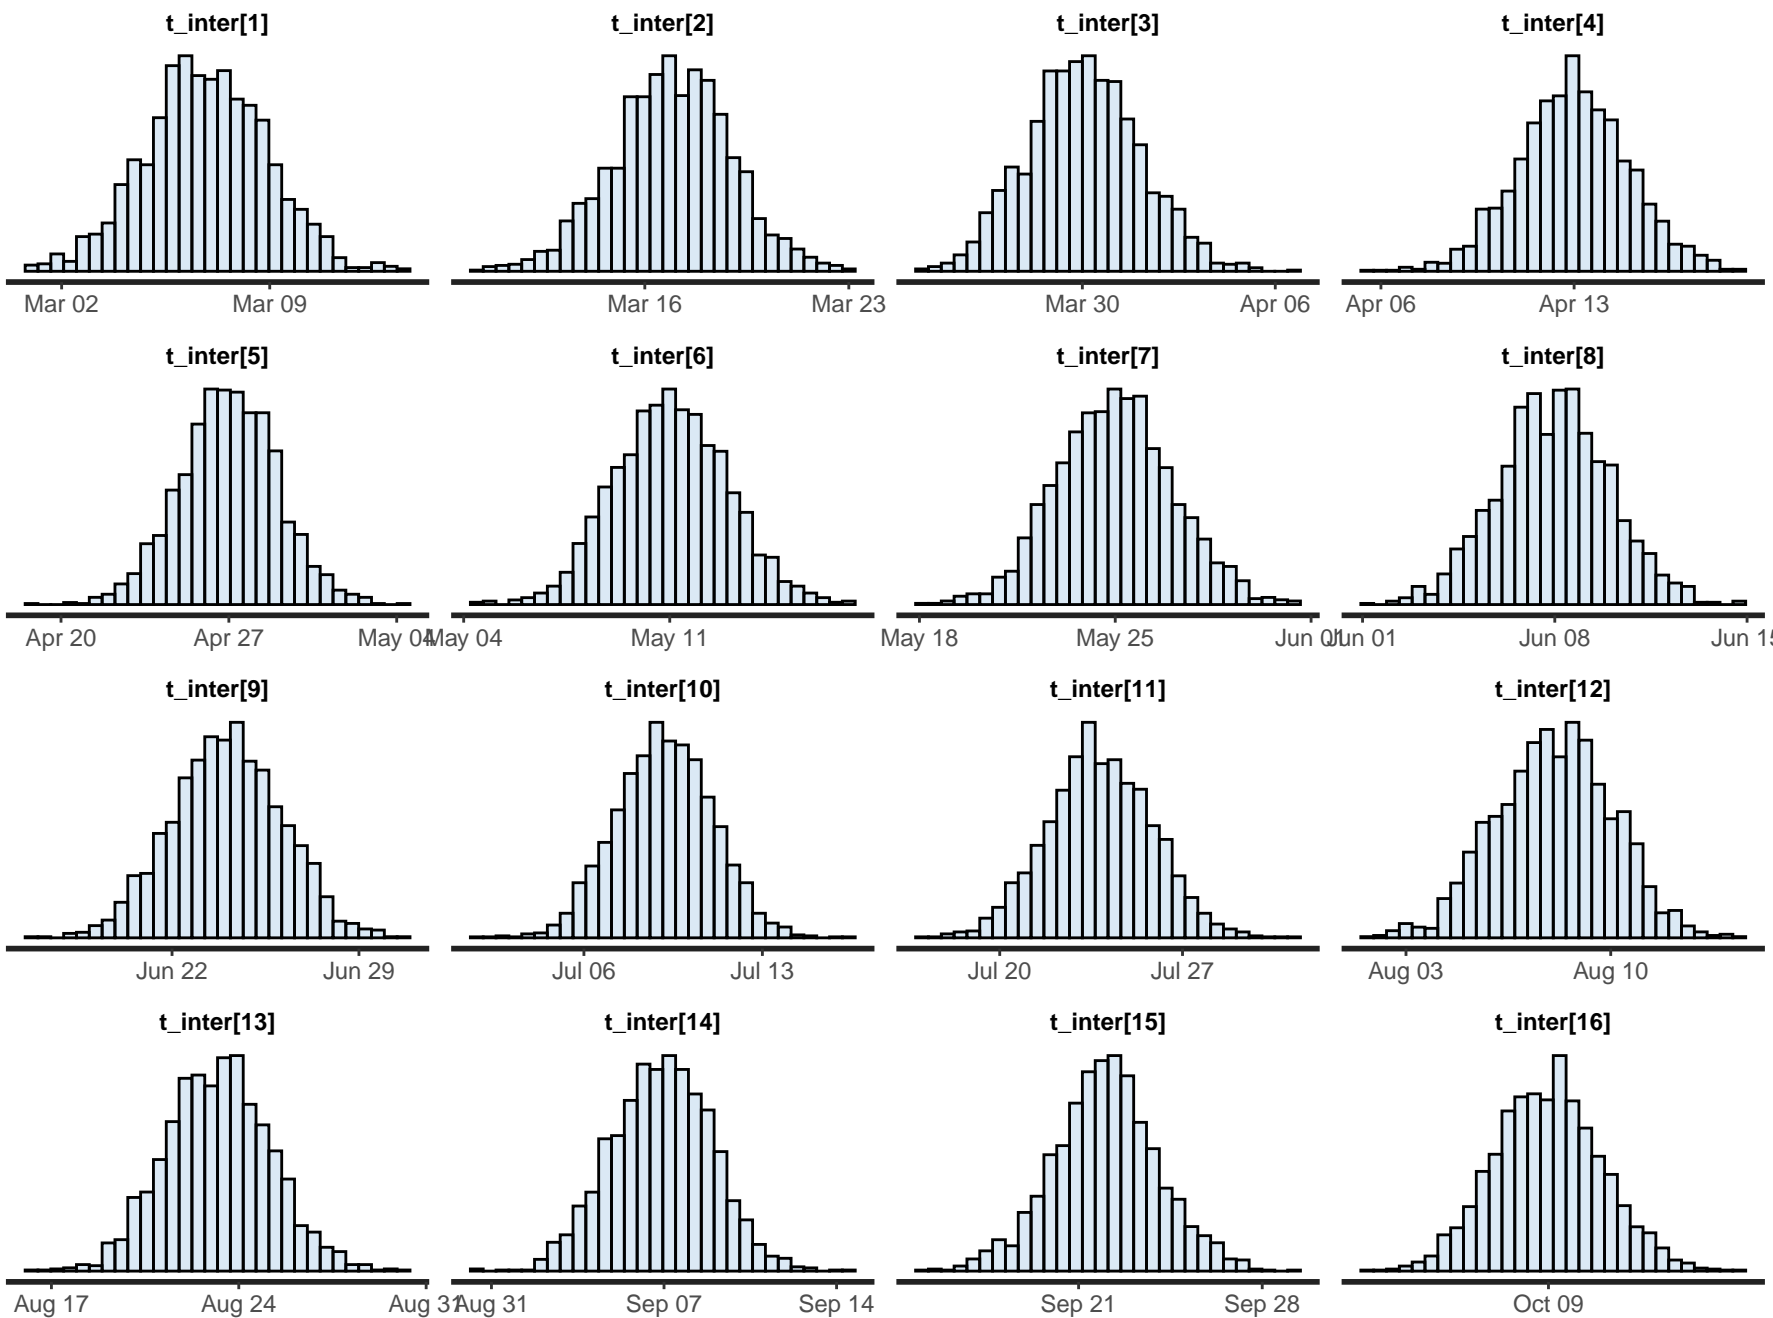 t_inter[1] t_inter[2] t_inter[3] t_inter[4]
Mar 02 Mar 09 Mar 16 Mar 23 Mar 30 Apr 06 Apr 06 Apr 13
t_inter[5] t_inter[6] t_inter[7] t_inter[8]
Apr 20 Apr 27 May 04 May 04 May 11 May 18 May 25 Jun 01 Jun 01 Jun 08 Jun 15
t_inter[9] t_inter[10] t_inter[11] t_inter[12]
Jun 22 Jun 29 Jul 06 Jul 13 Jul 20 Jul 27 Aug 03 Aug 10
t_inter[13] t_inter[14] t_inter[15] t_inter[16]
Aug 17 Aug 24 Aug 31 Aug 31 Sep 07 Sep 14 Sep 21 Sep 28 Oct 09